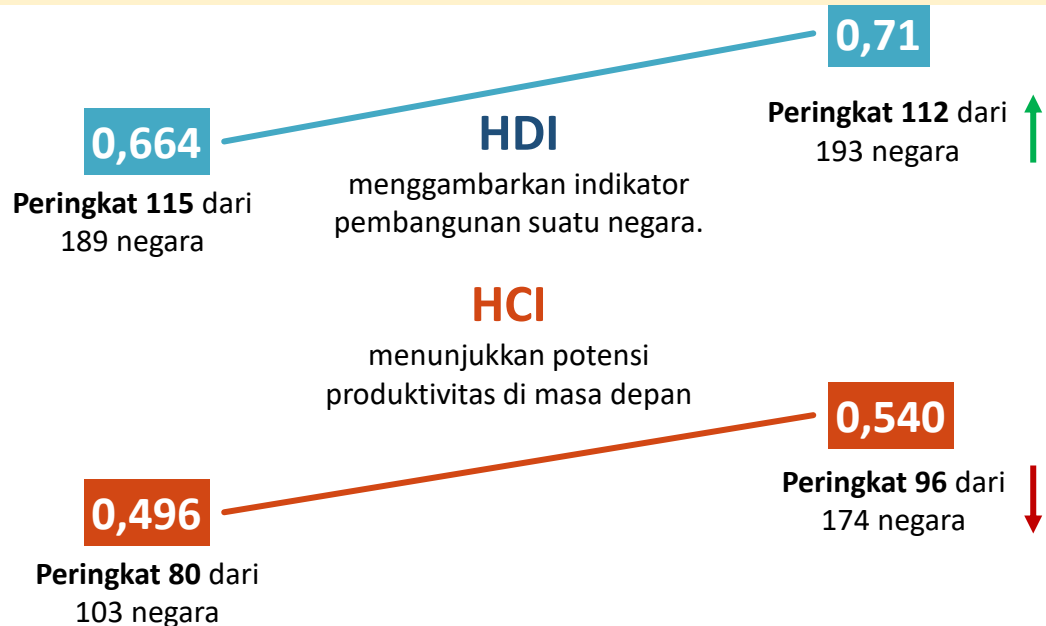 0,71
Peringkat 112 dari
193 negara
0,664
Peringkat 115 dari
189 negara
HDI
menggambarkan indikator
pembangunan suatu negara.
HCI
menunjukkan potensi
produktivitas di masa depan
0,540
Peringkat 96 dari
174 negara
0,496
Peringkat 80 dari
103 negara